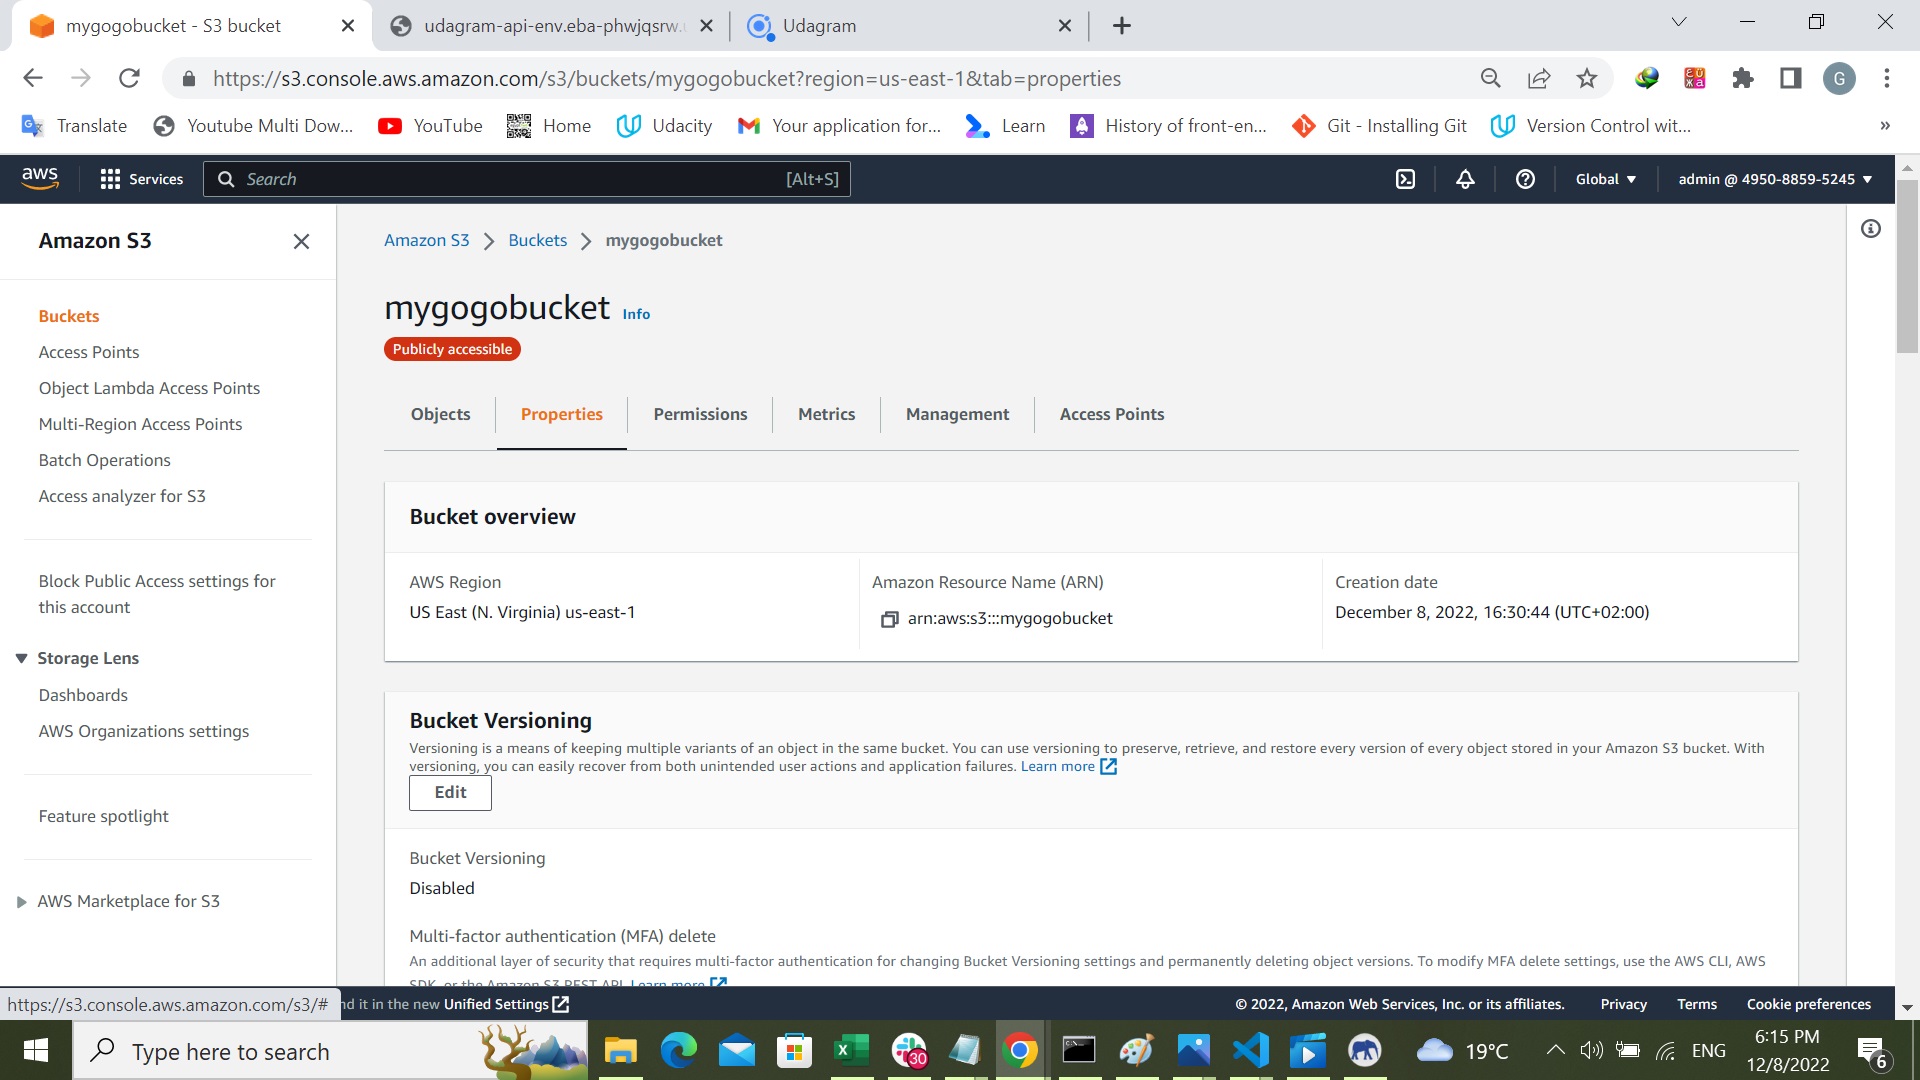 mygogobucket - S3 bucket
udagram-api-env.eba-phwjqsrw.
Udagram
https://s3.console.aws.amazon.com/s3/buckets/mygogobucket?region=us-east-1&tab=properties
G
Translate
Youtube Multi Dow...
YouTube
Home
Udacity
Your application for...
Learn
History of front-en...
Git - Installing Git
Version Control wit...
»
aws
Services
Search
[Alt+S]
Global
admin @ 4950-8859-5245
Amazon S3
Buckets
Access Points
Object Lambda Access Points
Multi-Region Access Points
Batch Operations
Access analyzer for S3
Block Public Access settings for
this account
Storage Lens
Dashboards
AWS Organizations settings
Feature spotlight
AWS Marketplace for S3
Amazon S3
Buckets
mygogobucket
mygogobucket Info
Publicly accessible
Objects
Properties
Permissions
Metrics
Management
Access Points
Bucket overview
AWS Region
US East (N. Virginia) us-east-1
Amazon Resource Name (ARN)
arn:aws:s3:::mygogobucket
Creation date
December 8, 2022, 16:30:44 (UTC+02:00)
Bucket Versioning
Versioning is a means of keeping multiple variants of an object in the same bucket. You can use versioning to preserve, retrieve, and restore every version of every object stored in your Amazon S3 bucket. With
versioning, you can easily recover from both unintended user actions and application failures. Learn more
Edit
Bucket Versioning
Disabled
Multi-factor authentication (MFA) delete
An additional layer of security that requires multi-factor authentication for changing Bucket Versioning settings and permanently deleting object versions. To modify MFA delete settings, use the AWS CLI, AWS
SDK, or the Amazon S3 REST API. Learn more
https://s3.console.aws.amazon.com/s3/#
nd it in the new Unified Settings
© 2022, Amazon Web Services, Inc. or its affiliates.
Privacy
Terms
Cookie preferences
Type here to search
30
19°C
ENG
6:15 PM
12/8/2022
6